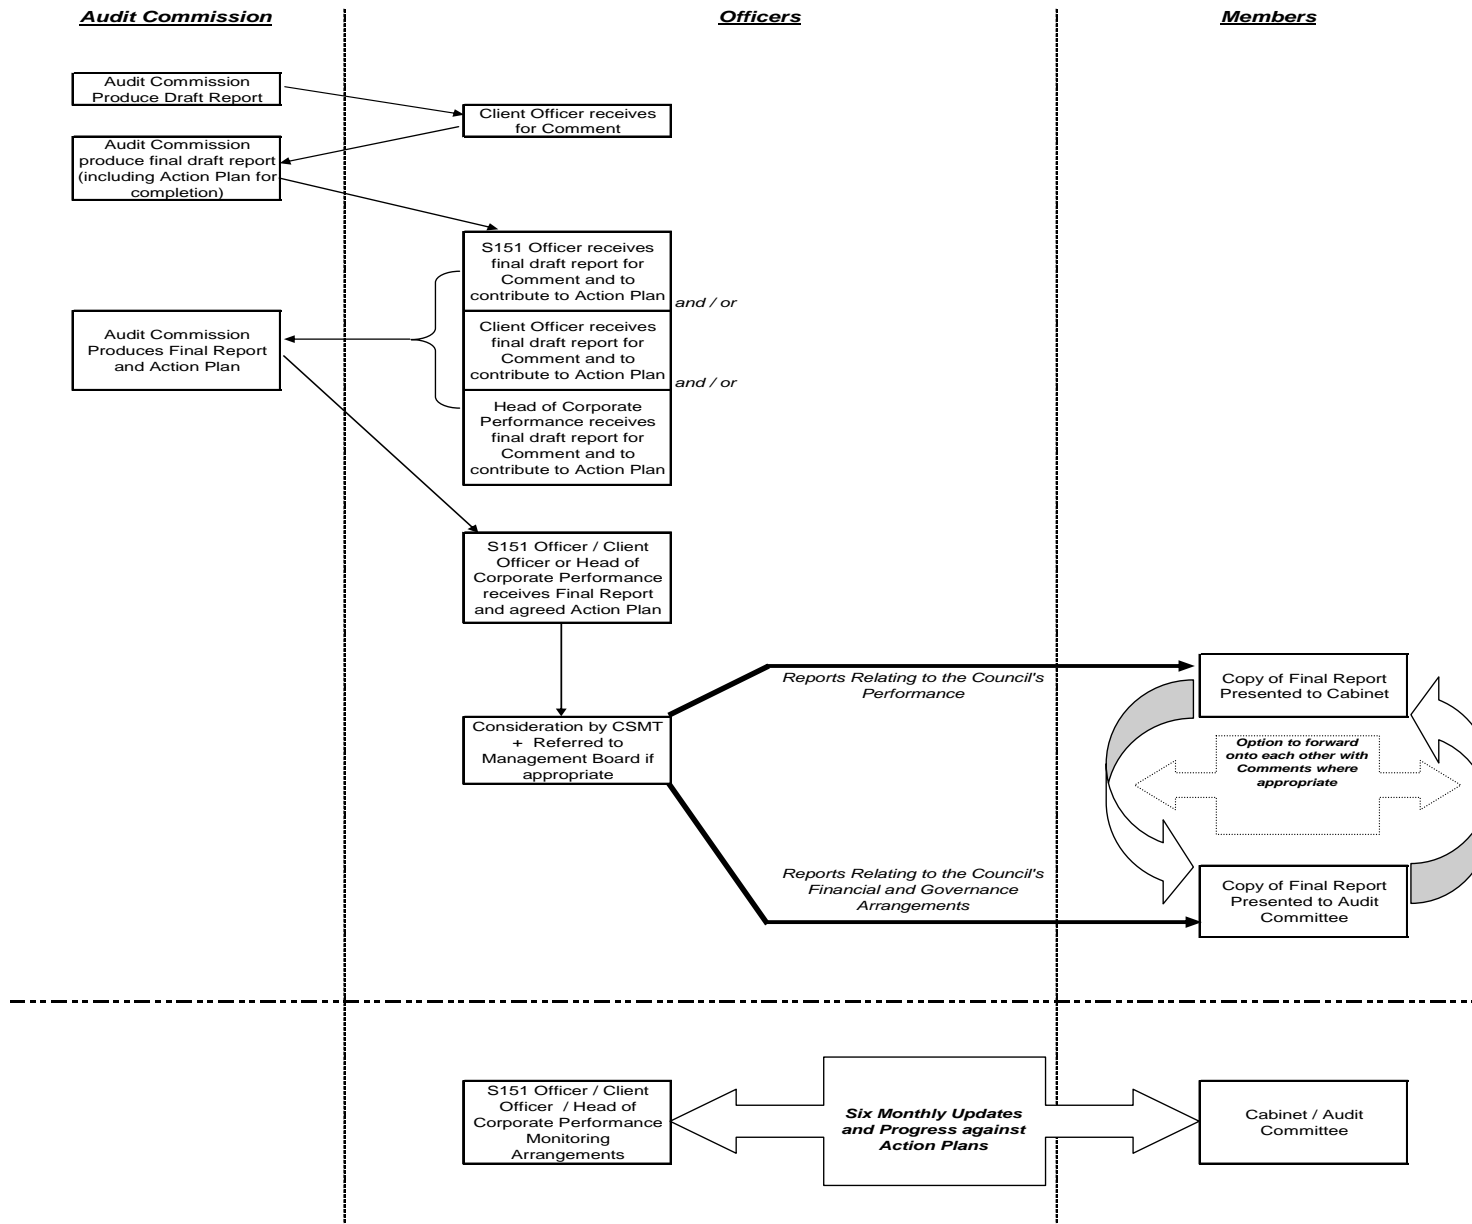 Audit Commission
Officers
Members
Audit Commission
Produce Draft Report
Client Officer receives
for Comment
Audit Commission
produce final draft report
(including Action Plan for
completion)
S151 Officer receives
final draft report for
Comment and to
contribute to Action Plan
and / or
Client Officer receives
final draft report for
Comment and to
contribute to Action Plan
and / or
Head of Corporate
Performance receives
final draft report for
Comment and to
contribute to Action Plan
Audit Commission
Produces Final Report
and Action Plan
S151 Officer / Client
Officer or Head of
Corporate Performance
receives Final Report
and agreed Action Plan
Consideration by CSMT
+ Referred to
Management Board if
appropriate
Reports Relating to the Council's
Performance
Copy of Final Report
Presented to Cabinet
Option to forward
onto each other with
Comments where
appropriate
Reports Relating to the Council's
Financial and Governance
Arrangements
Copy of Final Report
Presented to Audit
Committee
S151 Officer / Client
Officer / Head of
Corporate Performance
Monitoring
Arrangements
Six Monthly Updates
and Progress against
Action Plans
Cabinet / Audit
Committee